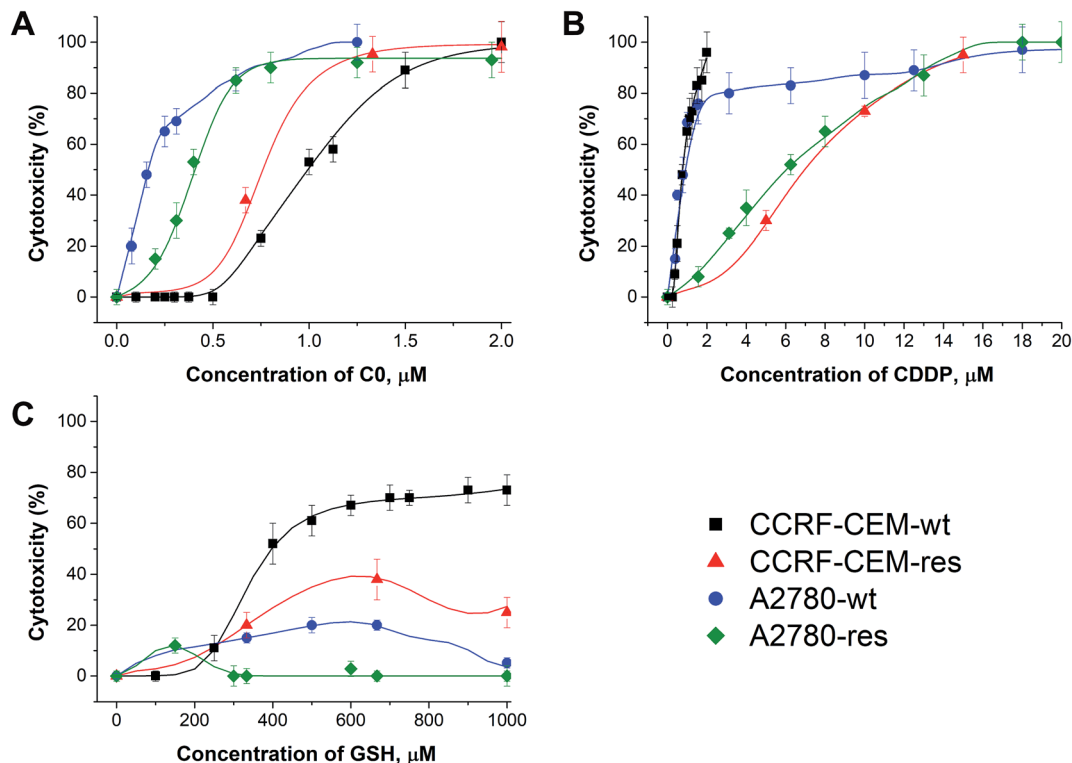 A
100
80
60
40
20
0
Cytotoxicity (%)
0.0 0.5 1.0 1.5 2.0
Concentration of C0, μM
B
100
80
60
40
20
0
Cytotoxicity (%)
0 2 4 6 8 10 12 14 16 18 20
Concentration of CDDP, μM
C
100
80
60
40
20
0
Cytotoxicity (%)
0 200 400 600 800 1000
Concentration of GSH, μM
CCRF-CEM-wt
CCRF-CEM-res
A2780-wt
A2780-res